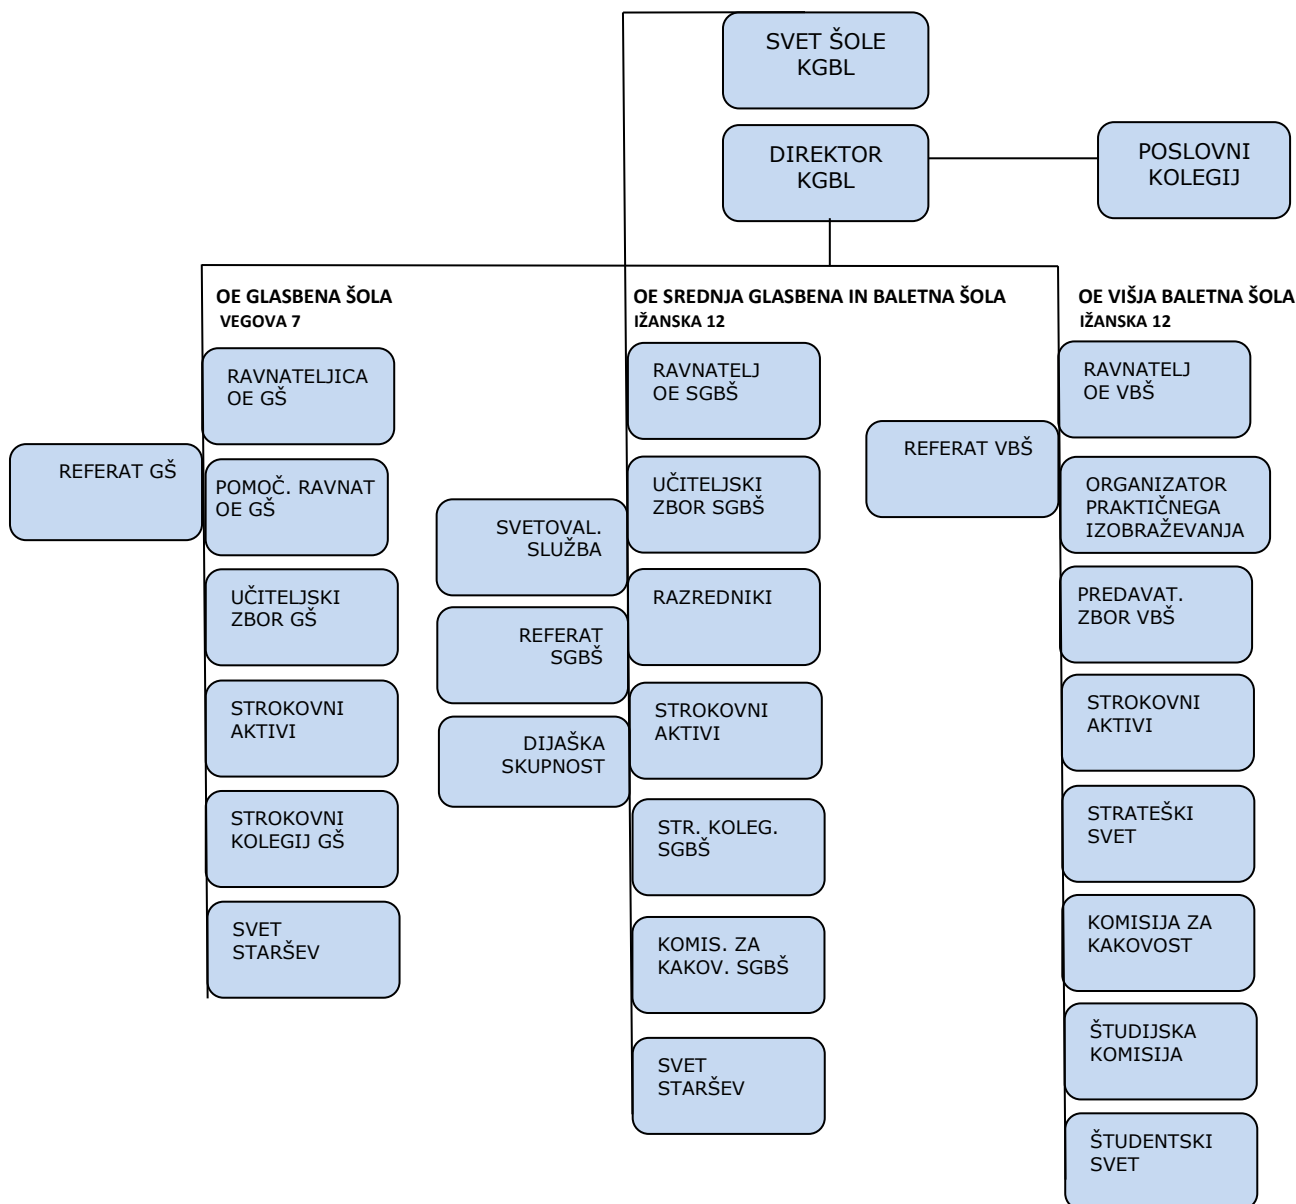 SVET ŠOLE
KGBL
DIREKTOR
KGBL
POSLOVNI
KOLEGIJ
OE GLASBENA ŠOLA
VEGOVA 7
RAVNATELJICA
OE GŠ
REFERAT GŠ
POMOČ. RAVNAT
OE GŠ
UČITELJSKI
ZBOR GŠ
STROKOVNI
AKTIVI
STROKOVNI
KOLEGIJ GŠ
SVET
STARŠEV
OE SREDNJA GLASBENA IN BALETNA ŠOLA
IŽANSKA 12
RAVNATELJ
OE SGBŠ
UČITELJSKI
ZBOR SGBŠ
SVETOVAL.
SLUŽBA
RAZREDNIKI
REFERAT
SGBŠ
STROKOVNI
AKTIVI
DIJAŠKA
SKUPNOST
STR. KOLEG.
SGBŠ
KOMIS. ZA
KAKOV. SGBŠ
SVET
STARŠEV
OE VIŠJA BALETNA ŠOLA
IŽANSKA 12
RAVNATELJ
OE VBŠ
REFERAT VBŠ
ORGANIZATOR
PRAKTIČNEGA
IZOBRAŽEVANJA
PREDAVAT.
ZBOR VBŠ
STROKOVNI
AKTIVI
STRATEŠKI
SVET
KOMISIJA ZA
KAKOVOST
ŠTUDIJSKA
KOMISIJA
ŠTUDENTSKI
SVET